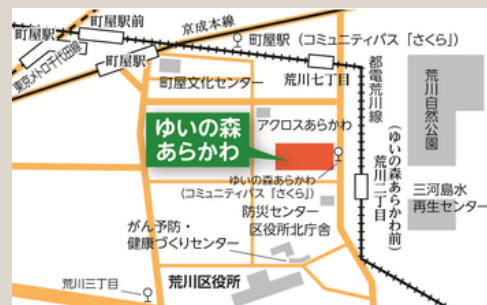 町屋駅前
町屋駅
京成本線
町屋駅（コミュニティバス「さくら」）
東京メトロ千代田線
町屋駅
町屋文化センター
荒川七丁目
都電荒川線
荒川自然公園
アクロスあらかわ
ゆいの森
あらかわ
ゆいの森あらかわ
（コミュニティバス「さくら」）
荒川二丁目
（ゆいの森あらかわ前）
防災センター
区役所北庁舎
三河島水
再生センター
がん予防・
健康づくりセンター
荒川三丁目
荒川区役所